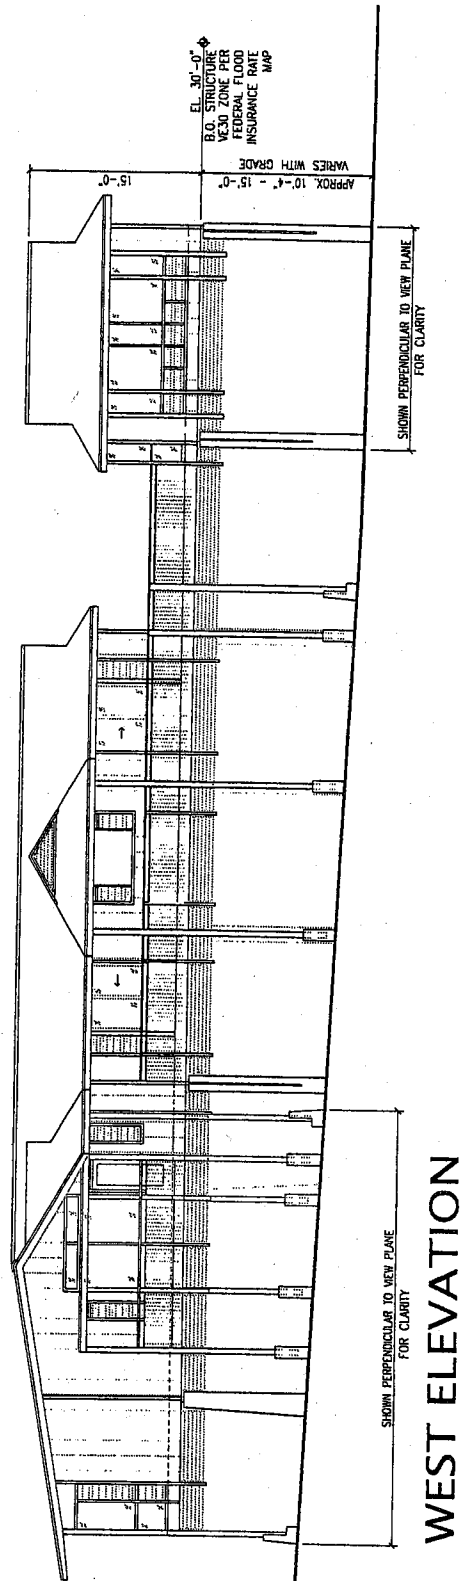 EL. 30'-0"
B.O. STRUCTURE
VE30 ZONE PER
FEDERAL FLOOD
INSURANCE RATE
MAP
15'-0"
APPROX. 10'-4" - 15'-0"
VARIES WITH GRADE
SHOWN PERPENDICULAR TO VIEW PLANE
FOR CLARITY
SHOWN PERPENDICULAR TO VIEW PLANE
FOR CLARITY
WEST ELEVATION